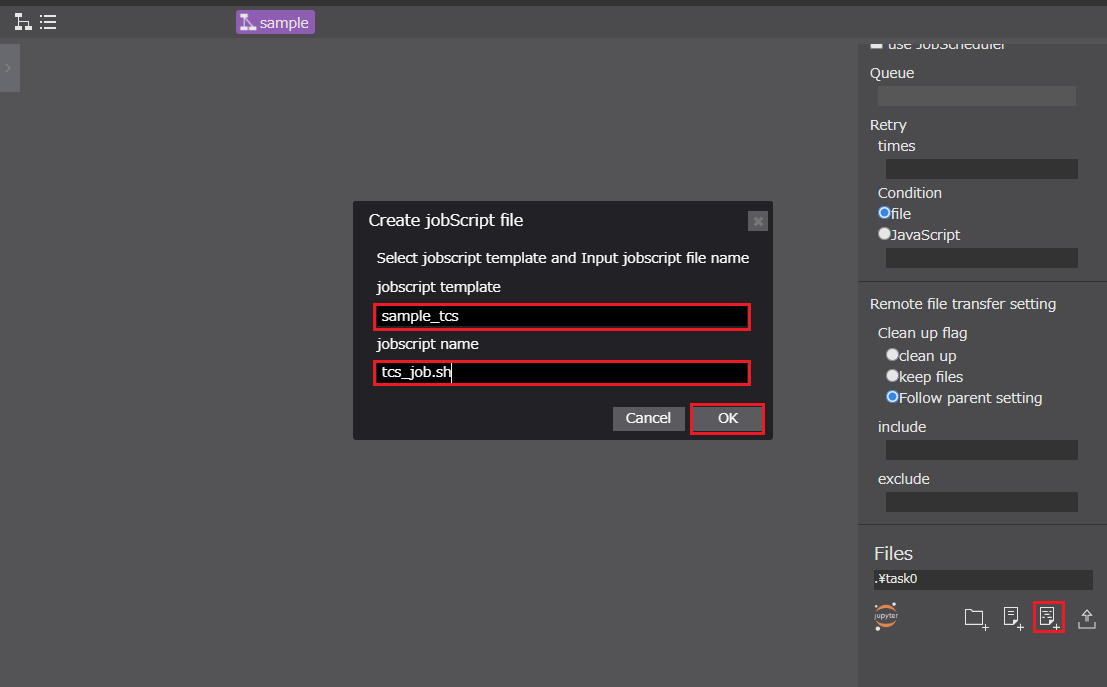 sample
use JobScheduler
Queue
Retry
times
Condition
file
JavaScript
Create jobScript file
Select jobscript template and Input jobscript file name
jobscript template
sample_tcs
jobscript name
tcs_job.sh
Cancel
OK
Remote file transfer setting
Clean up flag
clean up
keep files
Follow parent setting
include
exclude
Files
.¥task0
jupyter